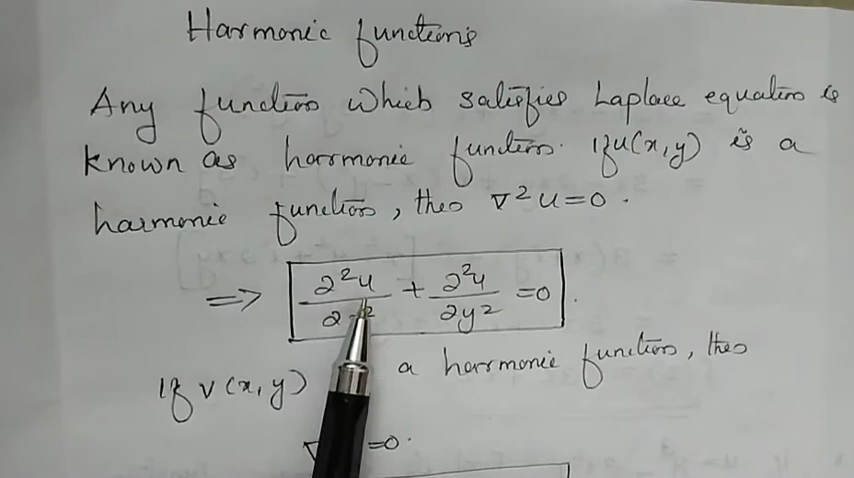 Harmonic functions
Any function which satisfies Laplace equation is
known as harmonic function. If u(x,y) is a
harmonic function, then ∇²u=0.
=> ∂²u/∂x² + ∂²u/∂y² =0.
If v(x,y) a harmonic function, then
=0.